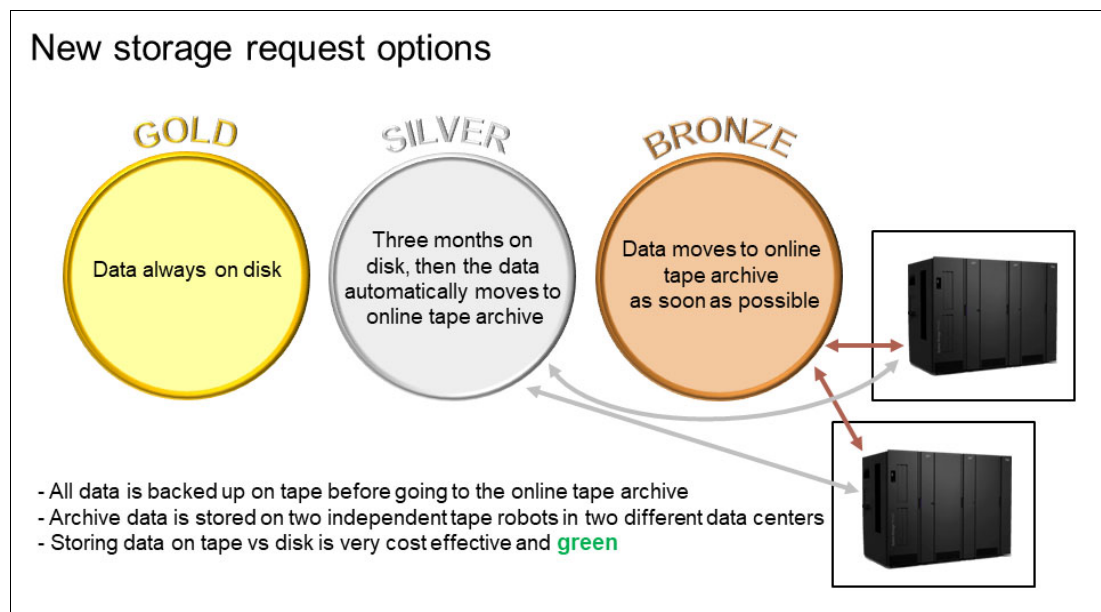 New storage request options
GOLD
Data always on disk
SILVER
Three months on
disk, then the data
automatically moves to
online tape archive
BRONZE
Data moves to online
tape archive
as soon as possible
- All data is backed up on tape before going to the online tape archive
- Archive data is stored on two independent tape robots in two different data centers
- Storing data on tape vs disk is very cost effective and green